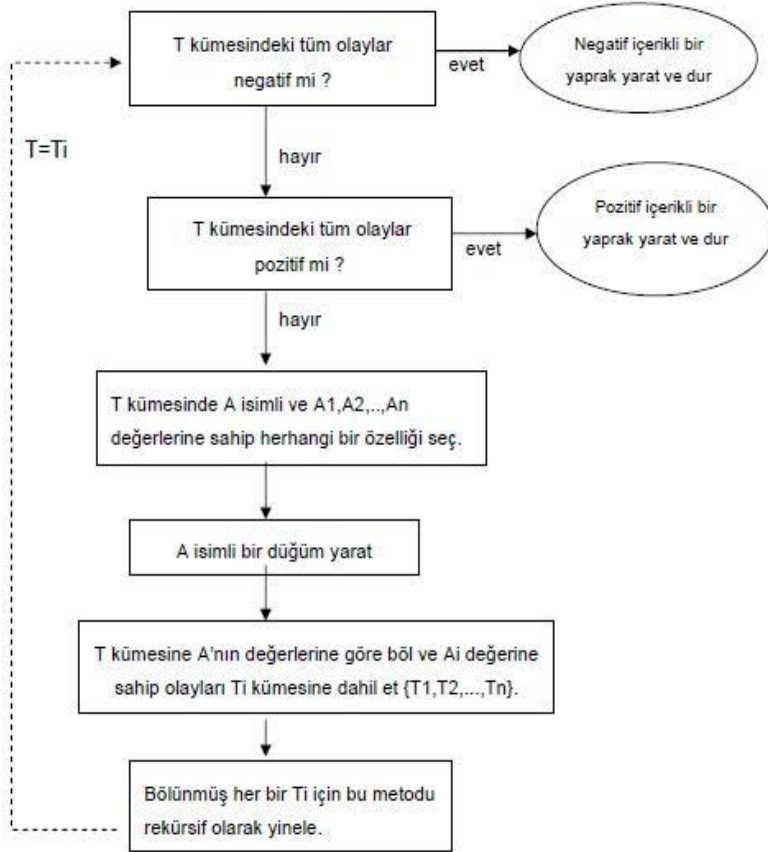 T kümesindeki tüm olaylar
negatif mi ?
evet
Negatif içerikli bir
yaprak yarat ve dur
T=Ti
hayır
T kümesindeki tüm olaylar
pozitif mi ?
evet
Pozitif içerikli bir
yaprak yarat ve dur
hayır
T kümesinde A isimli ve A1,A2,..,An
değerlerine sahip herhangi bir özelliği seç.
A isimli bir düğüm yarat
T kümesine A'nın değerlerine göre böl ve Ai değerine
sahip olayları Ti kümesine dahil et {T1,T2,...,Tn}.
Bölünmüş her bir Ti için bu metodu
rekürsif olarak yinele.